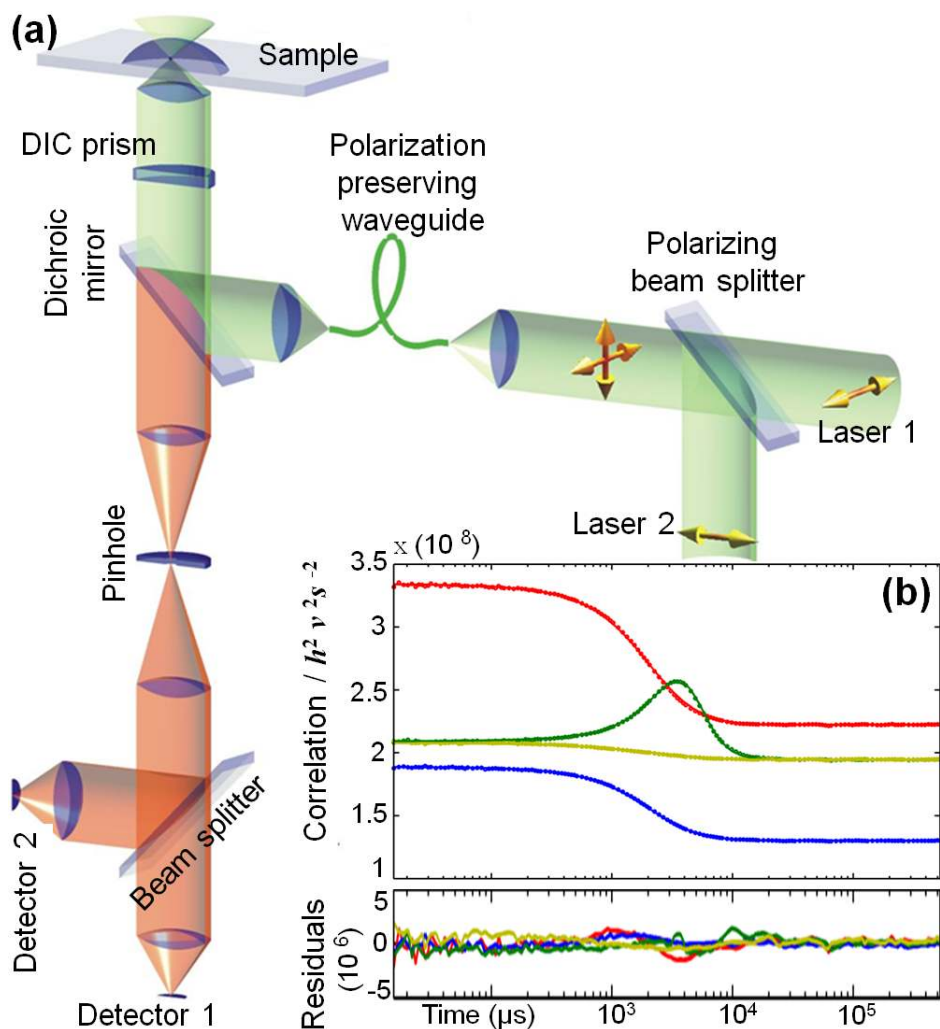 (a)
Sample
DIC prism
Dichroic
mirror
Polarization
preserving
waveguide
Polarizing
beam splitter
Laser 1
Laser 2
Pinhole
Beam splitter
Detector 2
Detector 1
x (10 8)
(b)
3.5
3
2.5
2
1.5
1
Correlation / h² ν ²s ⁻²
5
0
-5
Residuals
(10 6)
Time (μs)
10³
10⁴
10⁵